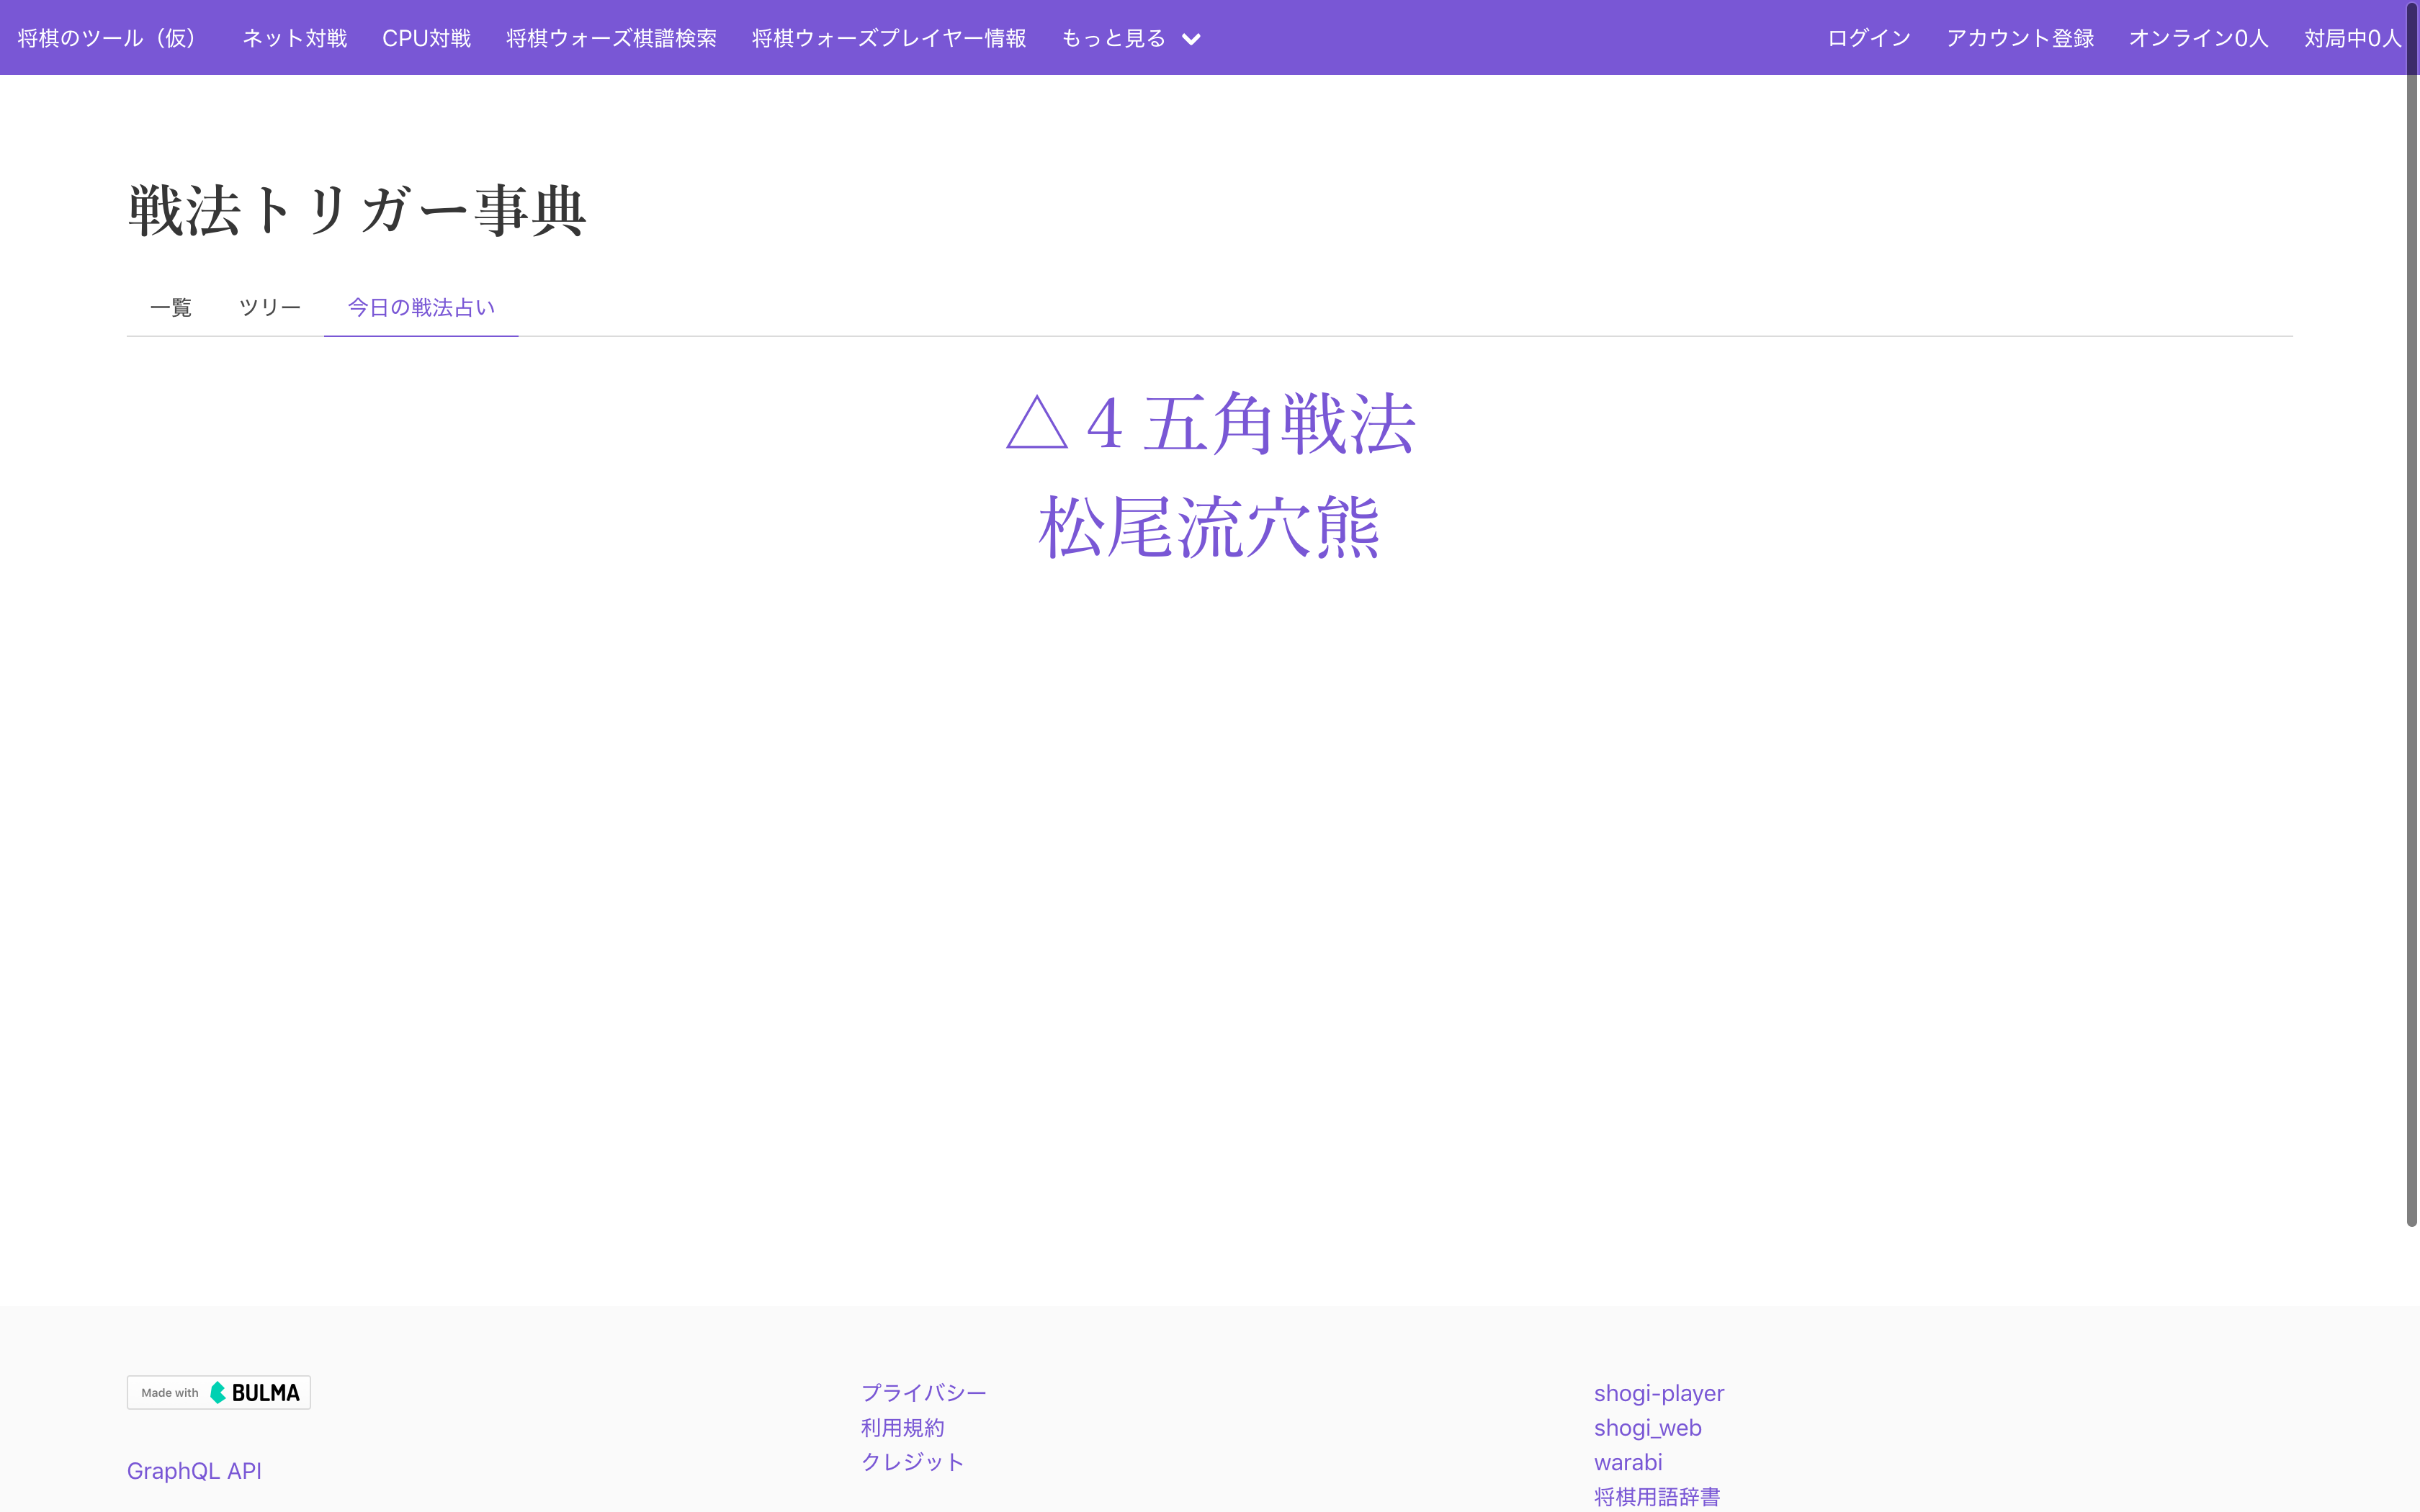 将棋のツール（仮） ネット対戦 CPU対戦 将棋ウォーズ棋譜検索 将棋ウォーズプレイヤー情報 もっと見る ログイン アカウント登録 オンライン0人 対局中0人
戦法トリガー事典
一覧 ツリー 今日の戦法占い
△４五角戦法
松尾流穴熊
Made with BULMA
GraphQL API
プライバシー
利用規約
クレジット
shogi-player
shogi_web
warabi
将棋用語辞書